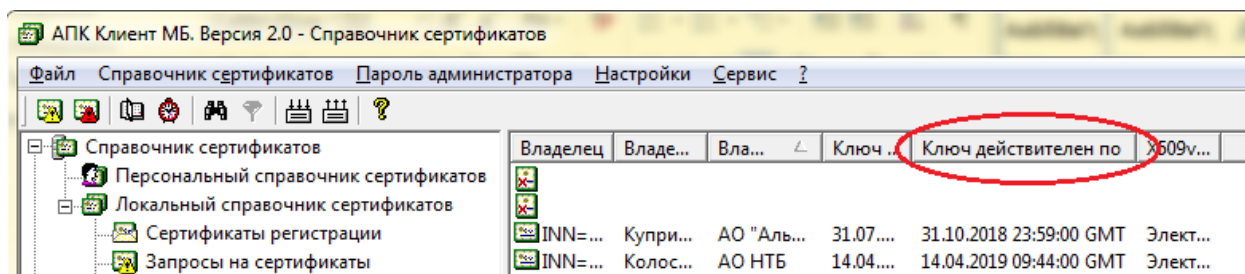 АПК Клиент МБ. Версия 2.0 - Справочник сертификатов
Файл Справочник сертификатов Пароль администратора Настройки Сервис ?
Справочник сертификатов
Персональный справочник сертификатов
Локальный справочник сертификатов
Сертификаты регистрации
Запросы на сертификаты
Владелец Владе... Вла... Ключ ... Ключ действителен по X509v...
INN=... Купри... АО "Аль... 31.07.... 31.10.2018 23:59:00 GMT Элект...
INN=... Колос... АО НТБ 14.04.... 14.04.2019 09:44:00 GMT Элект...